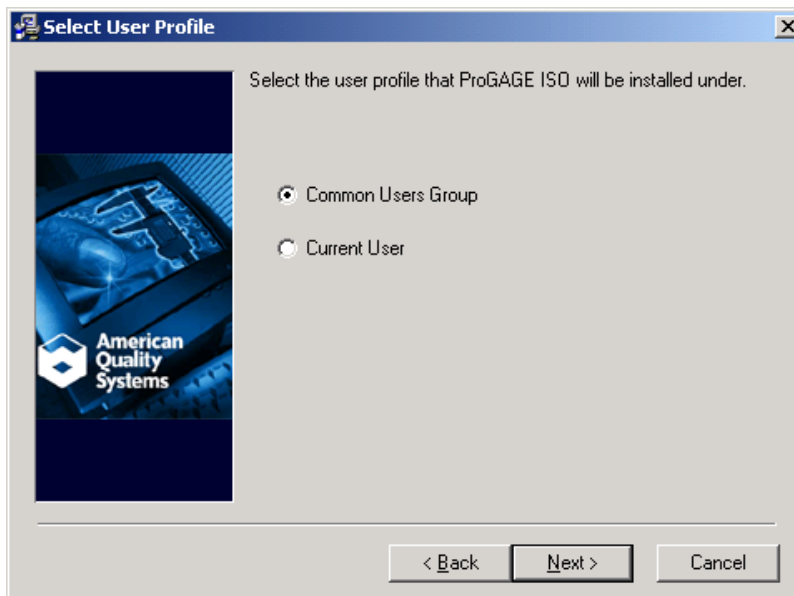 Select User Profile
Select the user profile that ProGAGE ISO will be installed under.
Common Users Group
Current User
American
Quality
Systems
< Back
Next >
Cancel